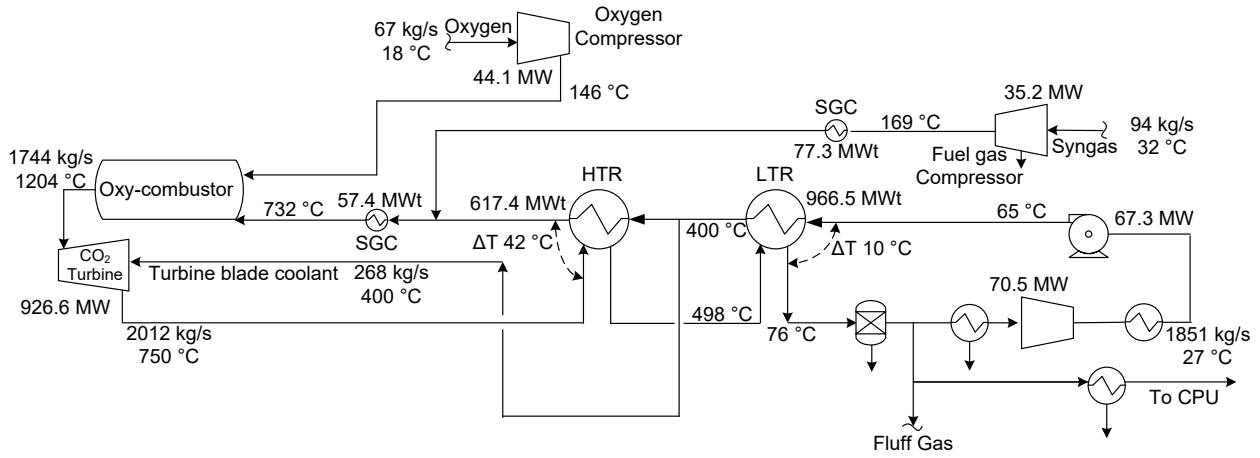 67 kg/s
18 °C
Oxygen
Oxygen
Compressor
44.1 MW
146 °C
35.2 MW
SGC
169 °C
77.3 MWt
Fuel gas
Compressor
Syngas
94 kg/s
32 °C
1744 kg/s
1204 °C
Oxy-combustor
732 °C
57.4 MWt
SGC
617.4 MWt
HTR
ΔT 42 °C
LTR
966.5 MWt
400 °C
ΔT 10 °C
65 °C
67.3 MW
CO2
Turbine
Turbine blade coolant
268 kg/s
400 °C
926.6 MW
2012 kg/s
750 °C
498 °C
76 °C
70.5 MW
1851 kg/s
27 °C
To CPU
Fluff Gas